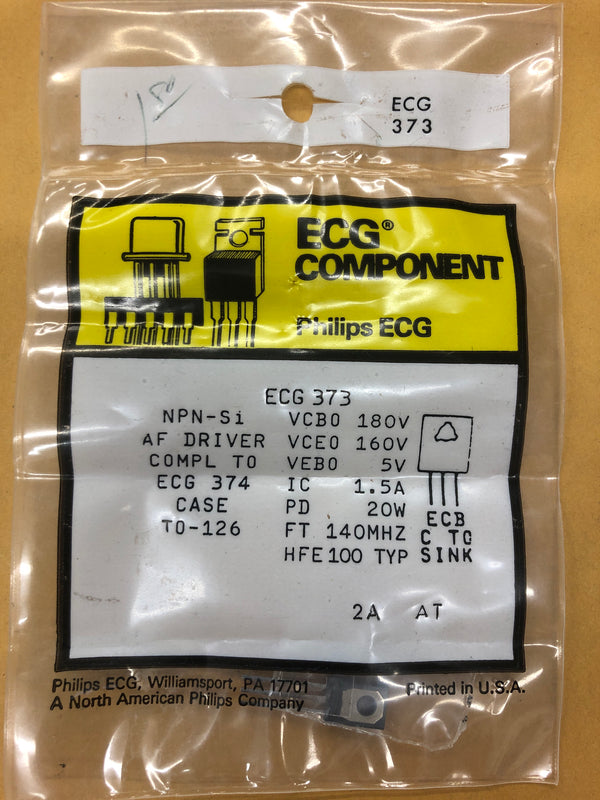 1 50
ECG
373
ECG®
COMPONENT
Philips ECG
ECG 373
NPN-Si VCBO 180V
AF DRIVER VCEO 160V
COMPL TO VEBO 5V
ECG 374 IC 1.5A
CASE PD 20W
TO-126 FT 140MHZ
HFE 100 TYP
ECB
C TO
SINK
2A AT
Philips ECG, Williamsport, PA 17701
A North American Philips Company
Printed in U.S.A.